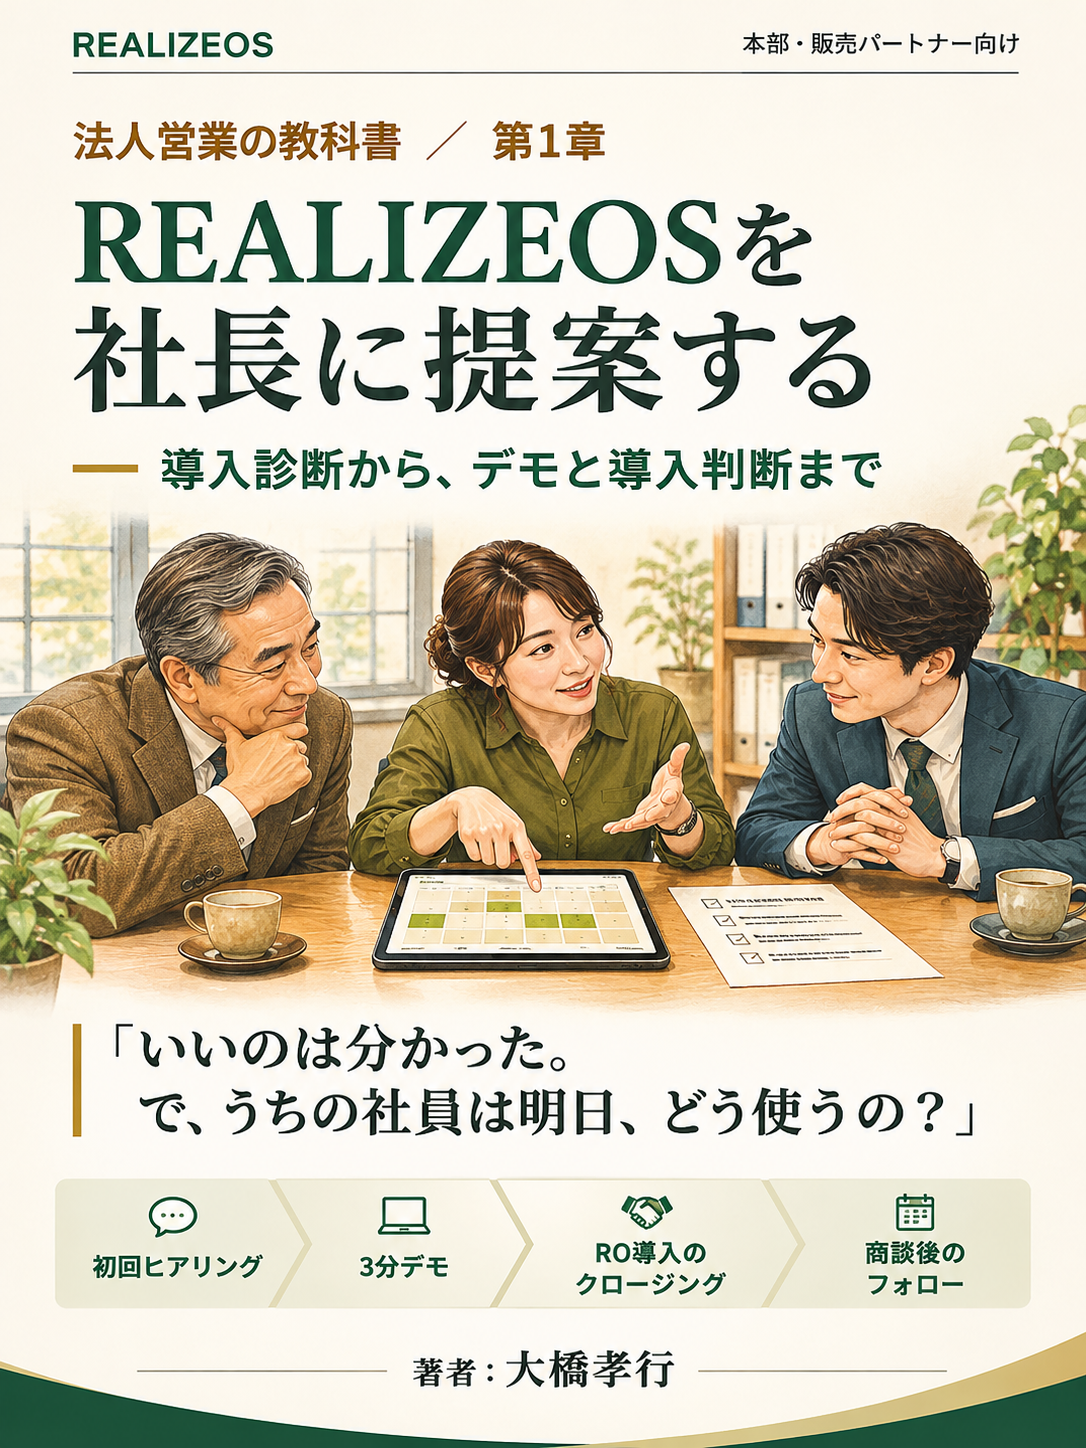 REALIZEOS
本部・販売パートナー向け
法人営業の教科書 ／ 第1章
REALIZEOSを
社長に提案する
導入診断から、デモと導入判断まで
「いいのは分かった。
で、うちの社員は明日、どう使うの？」
初回ヒアリング
3分デモ
RO導入の
クロージング
商談後の
フォロー
著者：大橋孝行